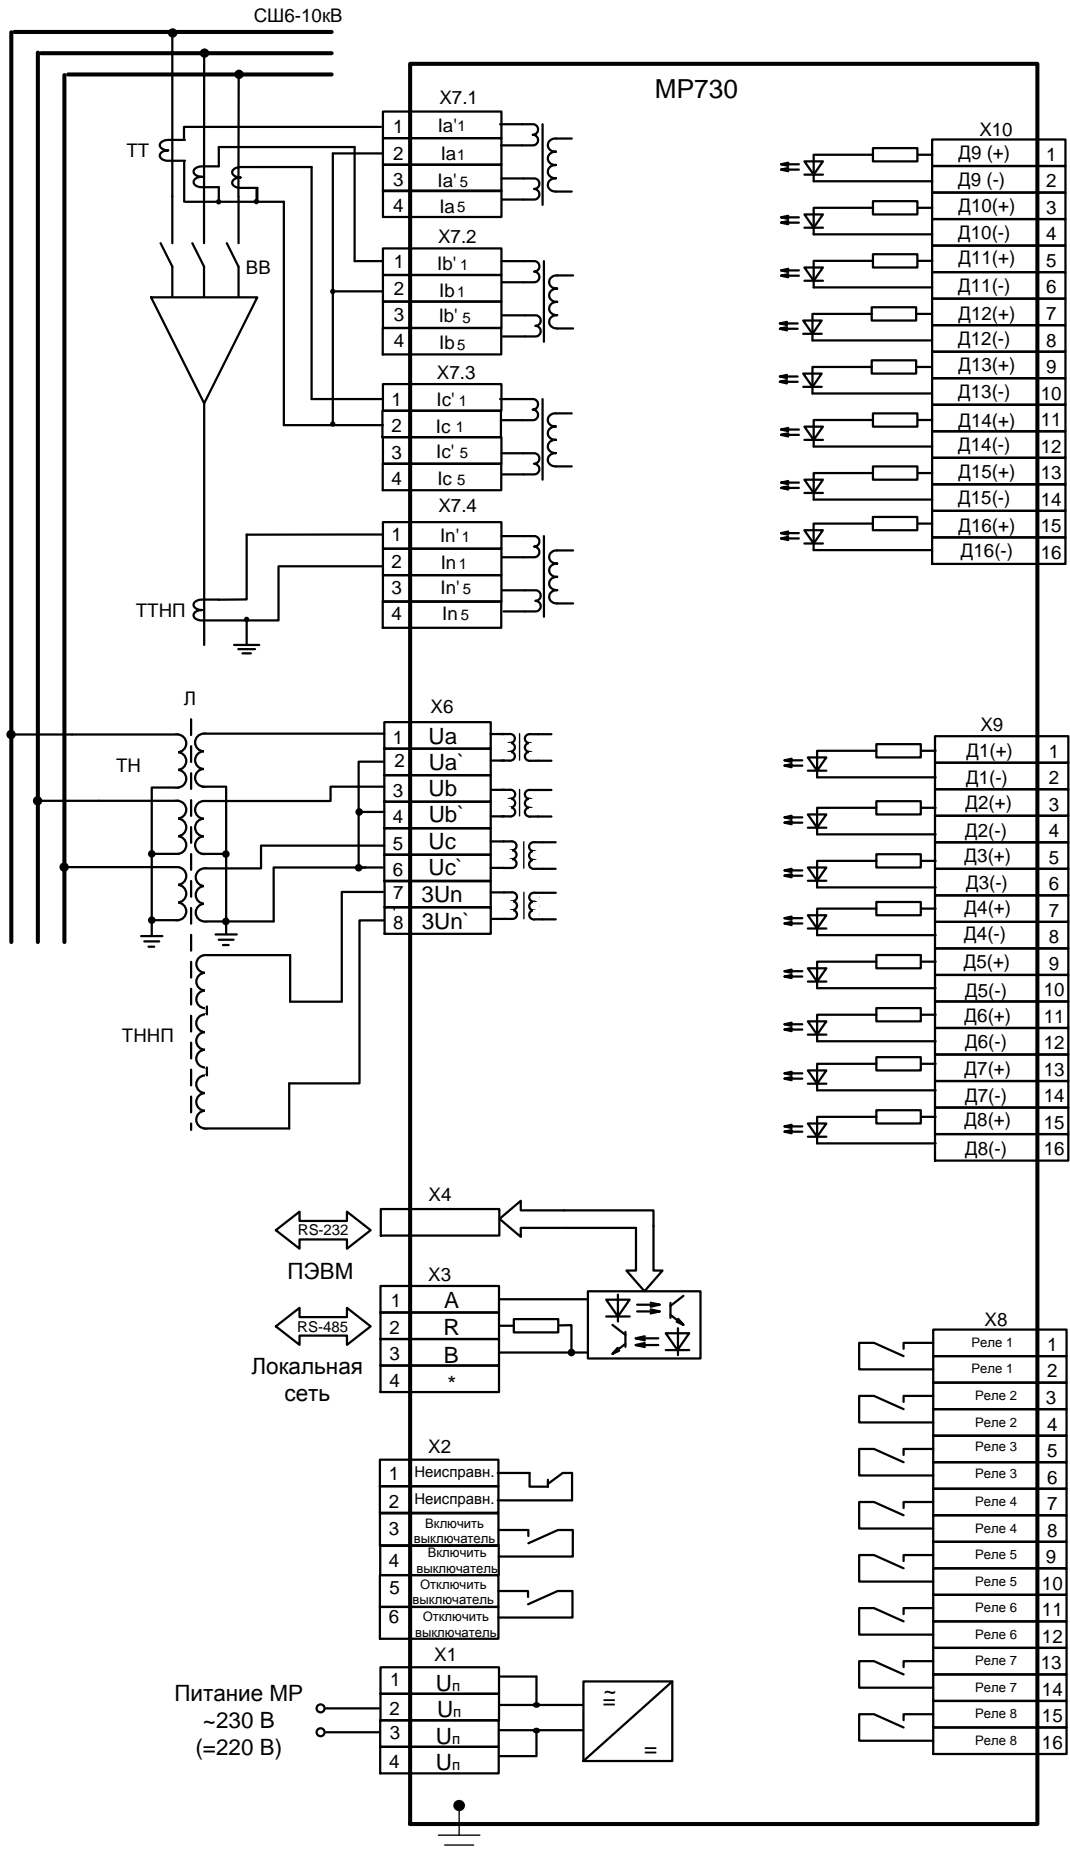 СШ6-10кВ
МР730
ТТ
ВВ
ТТНП
Л
ТН
ТННП
X7.1
1 Ia'1
2 Ia1
3 Ia'5
4 Ia5
X7.2
1 Ib'1
2 Ib1
3 Ib'5
4 Ib5
X7.3
1 Ic'1
2 Ic1
3 Ic'5
4 Ic5
X7.4
1 In'1
2 In1
3 In'5
4 In5
X6
1 Ua
2 Ua`
3 Ub
4 Ub`
5 Uc
6 Uc`
7 3Un
8 3Un`
X4
RS-232
ПЭВМ
X3
1 A
2 R
3 B
4 *
RS-485
Локальная
сеть
X2
1 Неисправн.
2 Неисправн.
3 Включить
выключатель
4 Включить
выключатель
5 Отключить
выключатель
6 Отключить
выключатель
X1
1 Uп
2 Uп
3 Uп
4 Uп
Питание МР
~230 В
(=220 В)
X10
Д9 (+) 1
Д9 (-) 2
Д10(+) 3
Д10(-) 4
Д11(+) 5
Д11(-) 6
Д12(+) 7
Д12(-) 8
Д13(+) 9
Д13(-) 10
Д14(+) 11
Д14(-) 12
Д15(+) 13
Д15(-) 14
Д16(+) 15
Д16(-) 16
X9
Д1(+) 1
Д1(-) 2
Д2(+) 3
Д2(-) 4
Д3(+) 5
Д3(-) 6
Д4(+) 7
Д4(-) 8
Д5(+) 9
Д5(-) 10
Д6(+) 11
Д6(-) 12
Д7(+) 13
Д7(-) 14
Д8(+) 15
Д8(-) 16
X8
Реле 1 1
Реле 1 2
Реле 2 3
Реле 2 4
Реле 3 5
Реле 3 6
Реле 4 7
Реле 4 8
Реле 5 9
Реле 5 10
Реле 6 11
Реле 6 12
Реле 7 13
Реле 7 14
Реле 8 15
Реле 8 16